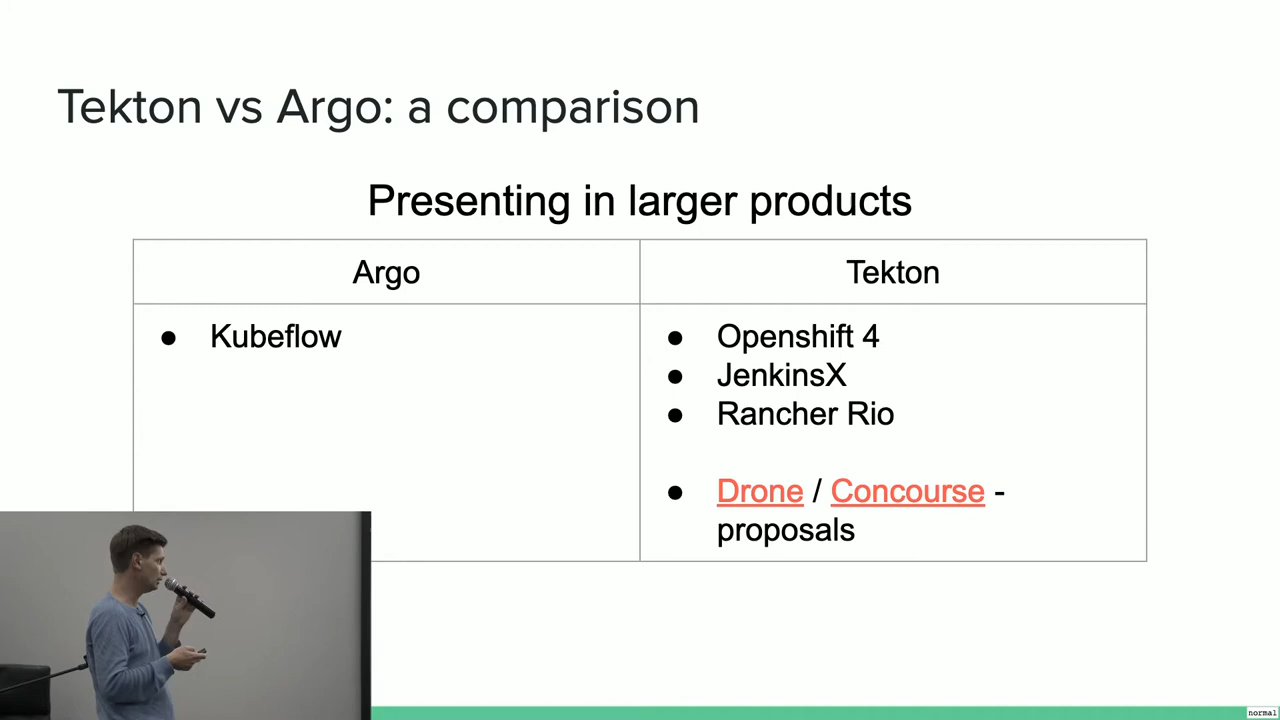 Tekton vs Argo: a comparison
Presenting in larger products
Argo
Tekton
● Kubeflow
● Openshift 4
● JenkinsX
● Rancher Rio
● Drone / Concourse -
proposals
normal